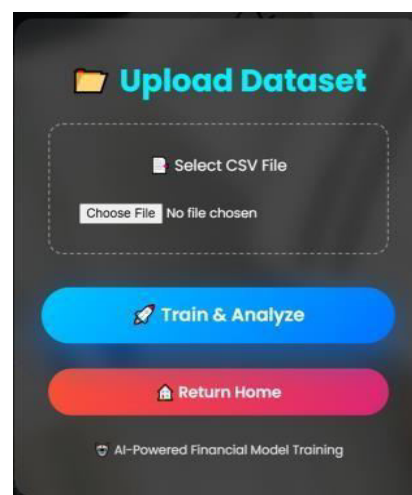 📂 Upload Dataset
📑 Select CSV File
Choose File No file chosen
🚀 Train & Analyze
🏠 Return Home
AI-Powered Financial Model Training